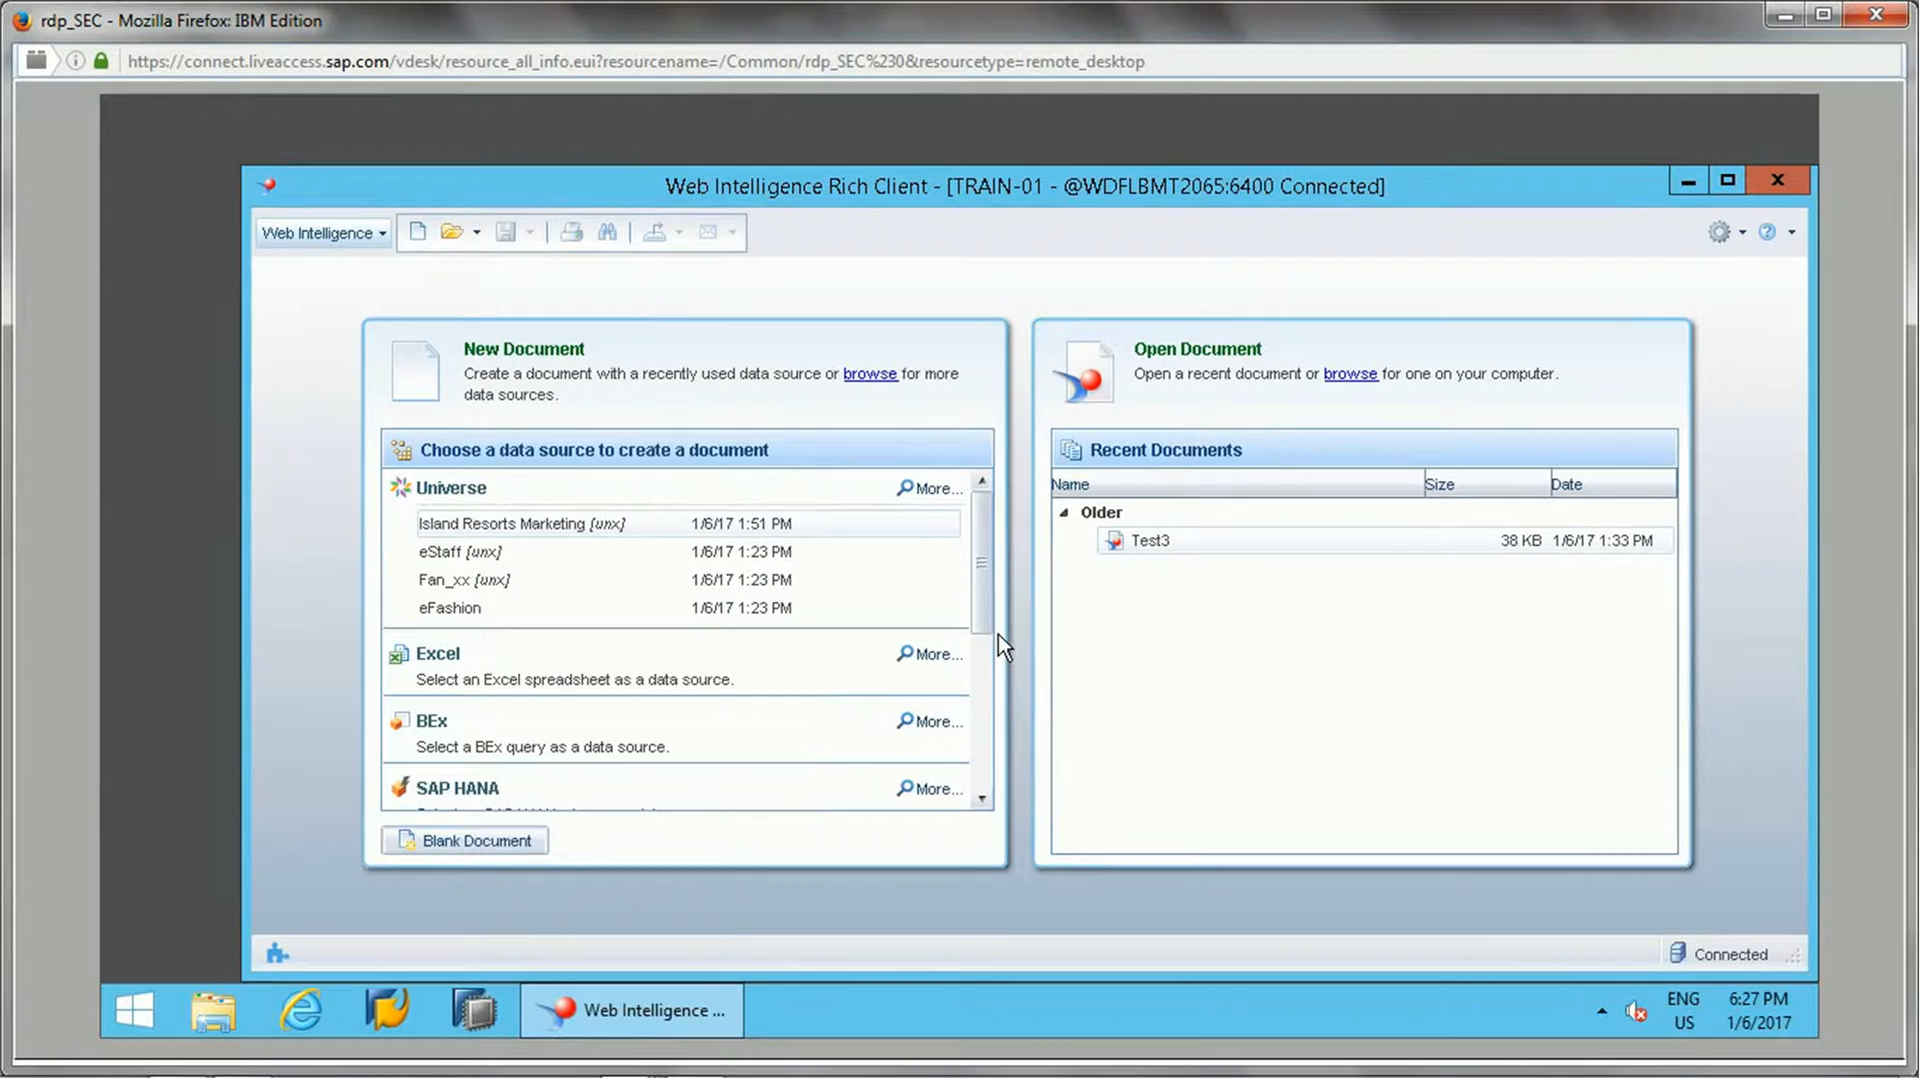 rdp_SEC - Mozilla Firefox: IBM Edition
https://connect.liveaccess.sap.com/vdesk/resource_all_info.eui?resourcename=/Common/rdp_SEC%230&resourcetype=remote_desktop
Web Intelligence Rich Client - [TRAIN-01 - @WDFLBMT2065:6400 Connected]
Web Intelligence
New Document
Create a document with a recently used data source or browse for more
data sources.
Choose a data source to create a document
Universe More...
Island Resorts Marketing [unx] 1/6/17 1:51 PM
eStaff [unx] 1/6/17 1:23 PM
Fan_xx [unx] 1/6/17 1:23 PM
eFashion 1/6/17 1:23 PM
Excel More...
Select an Excel spreadsheet as a data source.
BEx More...
Select a BEx query as a data source.
SAP HANA More...
Blank Document
Open Document
Open a recent document or browse for one on your computer.
Recent Documents
Name Size Date
Older
Test3 38 KB 1/6/17 1:33 PM
Connected
Web Intelligence ...
ENG
US
6:27 PM
1/6/2017